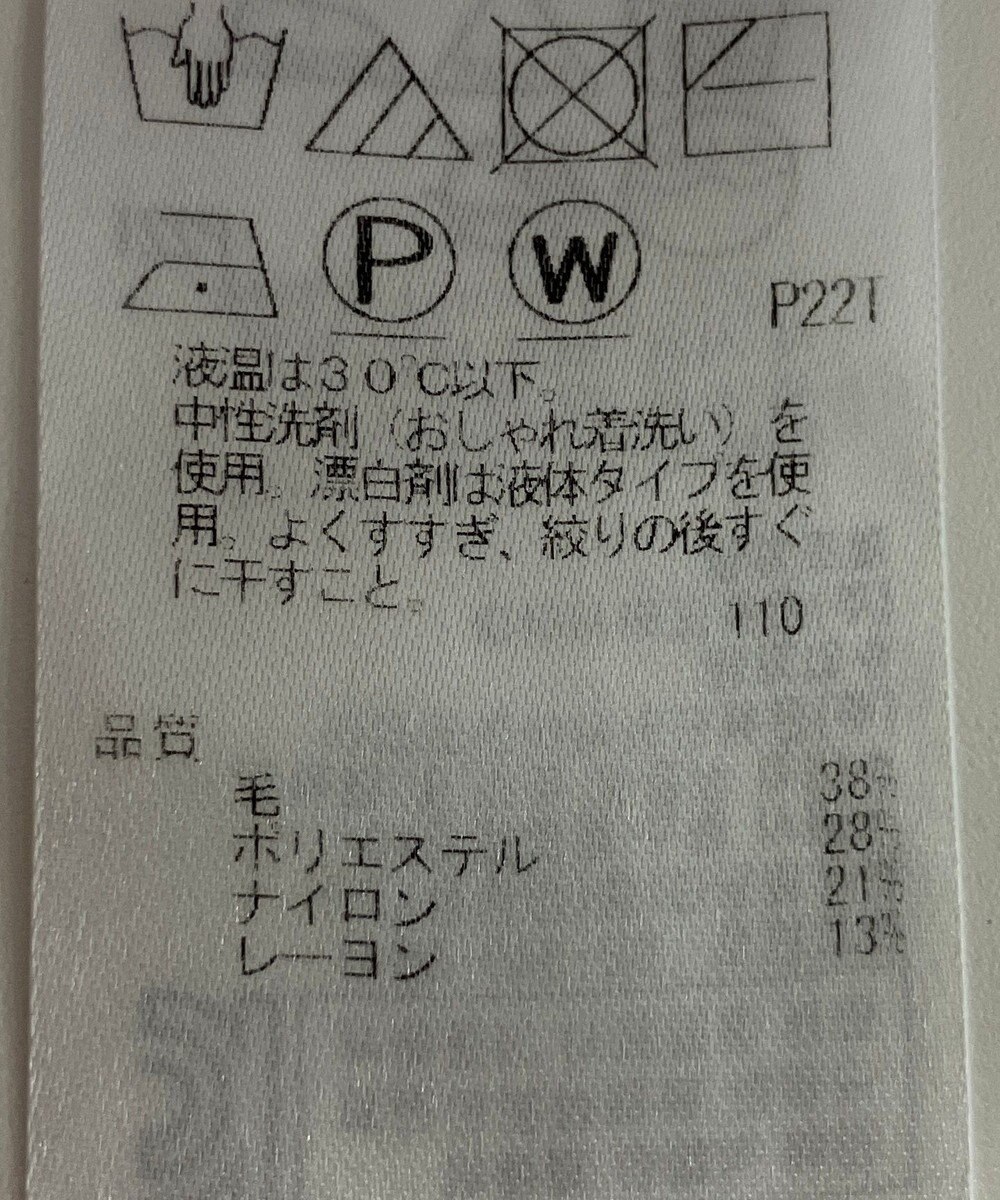 P W P22T
液温は30℃以下。
中性洗剤（おしゃれ着洗い）を
使用。漂白剤は液体タイプを使
用。よくすすぎ、絞りの後すぐ
に干すこと。
110
品質
毛 38%
ポリエステル 28%
ナイロン 21%
レーヨン 13%